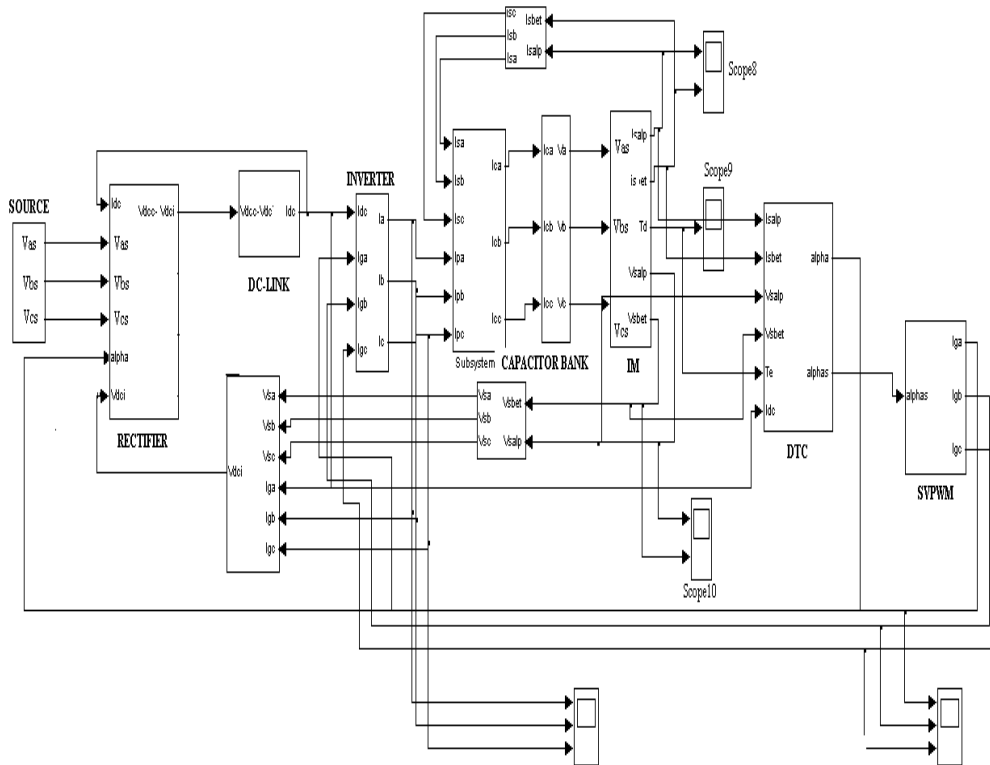 SOURCE
Vas
Vbs
Vcs
Idc
Vdcc- Vdci
Vas
Vbs
Vcs
alpha
Vdci
RECTIFIER
Idc
DC-LINK
INVERTER
Idc
Ia
Iga
Ib
Igb
Ic
Igc
isc
Isb
Isa
Isbet
Isalp
Scope8
Isa
Isb
Isc
Ipa
Ipb
Ipc
Ica
Icb
Icc
Subsystem
Ica
Va
Icb
Vb
Icc
Vc
CAPACITOR BANK
Vas
Vbs
Vcs
Isalp
Td
Vsalp
Vsbet
IM
Scope9
Isalp
Isbet
Vsalp
Vsbet
Te
Idc
alpha
alphas
DTC
alphas
Iga
Igb
Igc
SVPWM
Vsa
Vsb
Vsc
Vsbet
Vsalp
Vdci
Vsa
Vsb
Vsc
Iga
Igb
Igc
Scope10